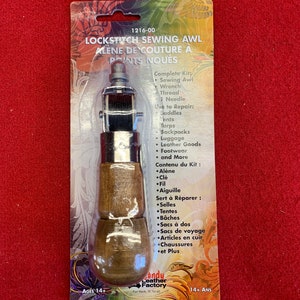 1216-00
LOCKSTITCH SEWING AWL
ALÊNE DE COUTURE A
POINTS NOUÉS
Complete Kit:
• Sewing Awl
• Wrench
• Thread
• Needle
Use to Repair:
• Saddles
• Tents
• Tarps
• Backpacks
• Luggage
• Leather Goods
• Footwear
• and More
Contenu du Kit :
• Alêne
• Clé
• Fil
• Aiguille
Sert à Réparer :
• Selles
• Tentes
• Bâches
• Sacs à dos
• Sacs de voyage
• Articles en cuir
• Chaussures
• et Plus
Tandy
Leather
Factory
Ages 14+
14+ Ans